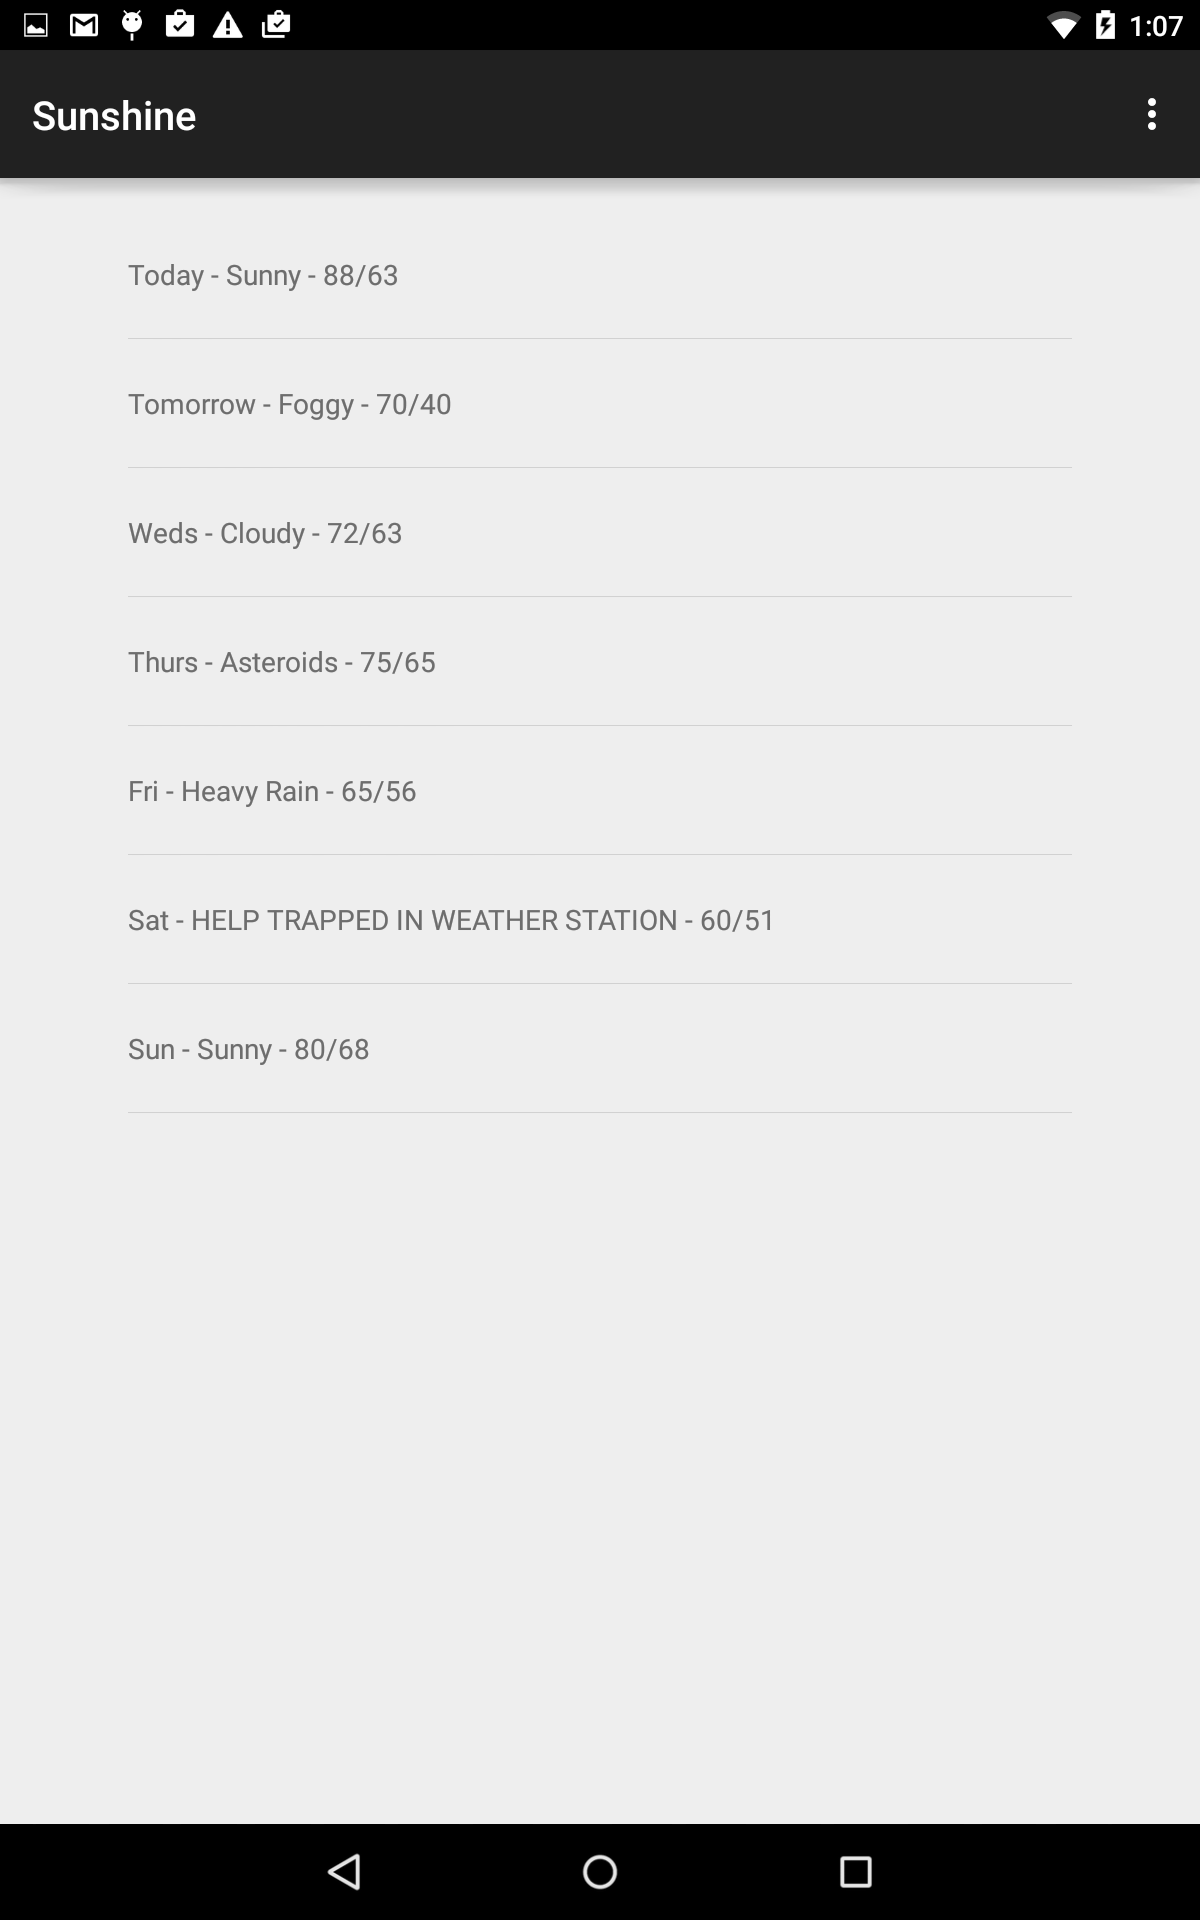 1:07
Sunshine
Today - Sunny - 88/63
Tomorrow - Foggy - 70/40
Weds - Cloudy - 72/63
Thurs - Asteroids - 75/65
Fri - Heavy Rain - 65/56
Sat - HELP TRAPPED IN WEATHER STATION - 60/51
Sun - Sunny - 80/68